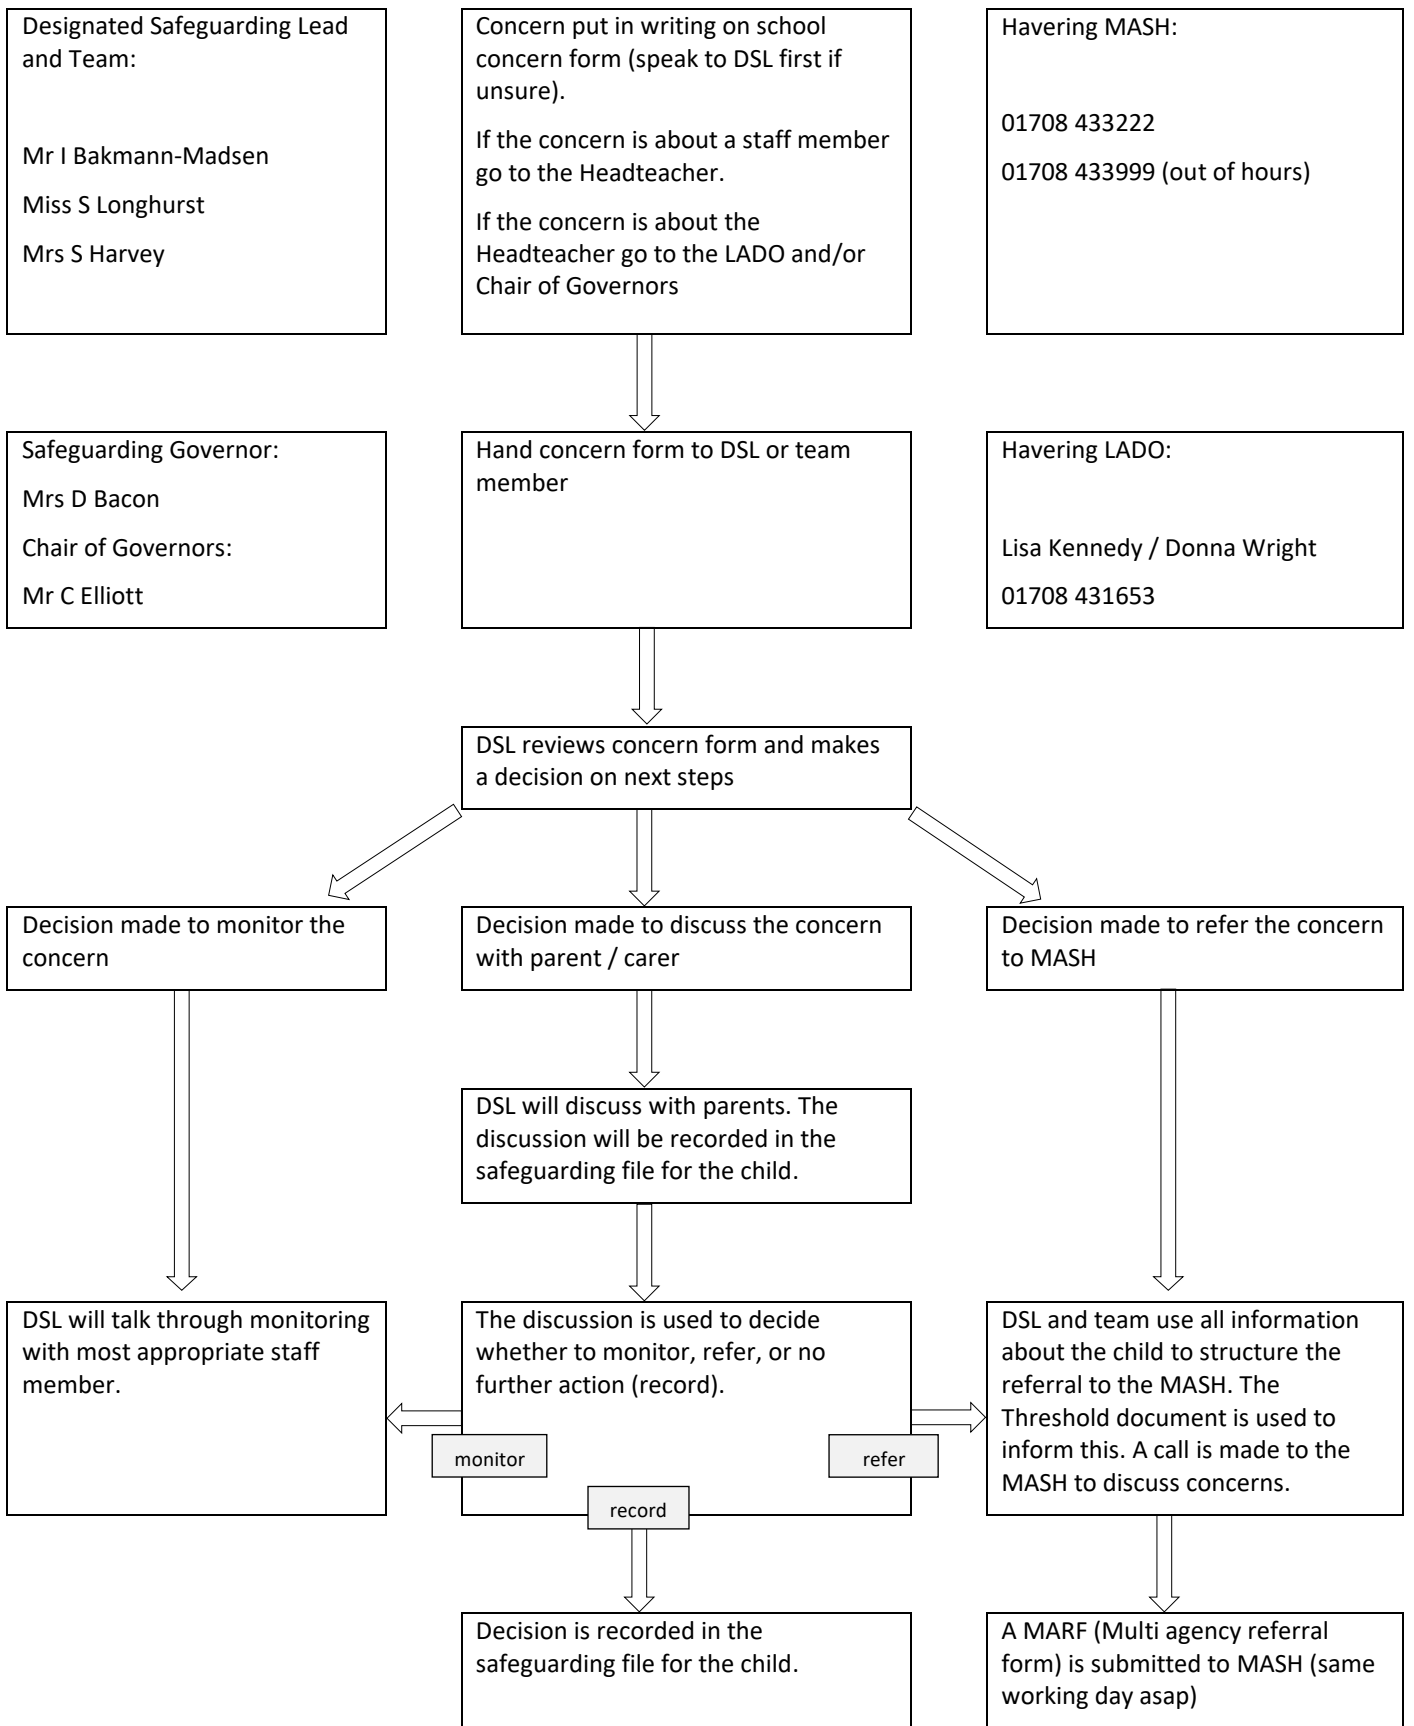 Designated Safeguarding Lead
and Team:
Mr I Bakmann-Madsen
Miss S Longhurst
Mrs S Harvey
Concern put in writing on school
concern form (speak to DSL first if
unsure).
If the concern is about a staff member
go to the Headteacher.
If the concern is about the
Headteacher go to the LADO and/or
Chair of Governors
Havering MASH:
01708 433222
01708 433999 (out of hours)
Safeguarding Governor:
Mrs D Bacon
Chair of Governors:
Mr C Elliott
Hand concern form to DSL or team
member
Havering LADO:
Lisa Kennedy / Donna Wright
01708 431653
DSL reviews concern form and makes
a decision on next steps
Decision made to monitor the
concern
Decision made to discuss the concern
with parent / carer
Decision made to refer the concern
to MASH
DSL will discuss with parents. The
discussion will be recorded in the
safeguarding file for the child.
DSL will talk through monitoring
with most appropriate staff
member.
The discussion is used to decide
whether to monitor, refer, or no
further action (record).
monitor
refer
record
DSL and team use all information
about the child to structure the
referral to the MASH. The
Threshold document is used to
inform this. A call is made to the
MASH to discuss concerns.
Decision is recorded in the
safeguarding file for the child.
A MARF (Multi agency referral
form) is submitted to MASH (same
working day asap)